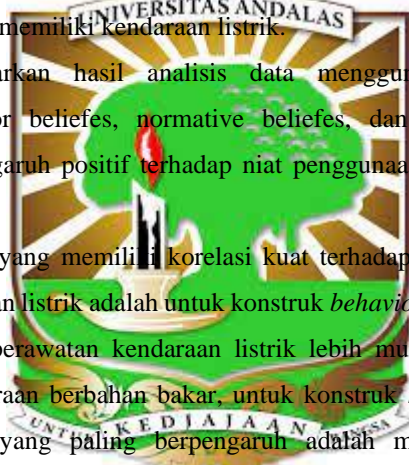 UNIVERSITAS ANDALAS
memiliki kendaraan listrik.
arkan hasil analisis data menggun
or beliefes, normative beliefes, dan
garuh positif terhadap niat penggunaa
yang memiliki korelasi kuat terhadap
an listrik adalah untuk konstruk behavio
perawatan kendaraan listrik lebih mu
raan berbahan bakar, untuk konstruk
UNTUK KEDJAJAAN BANGSA
yang paling berpengaruh adalah m